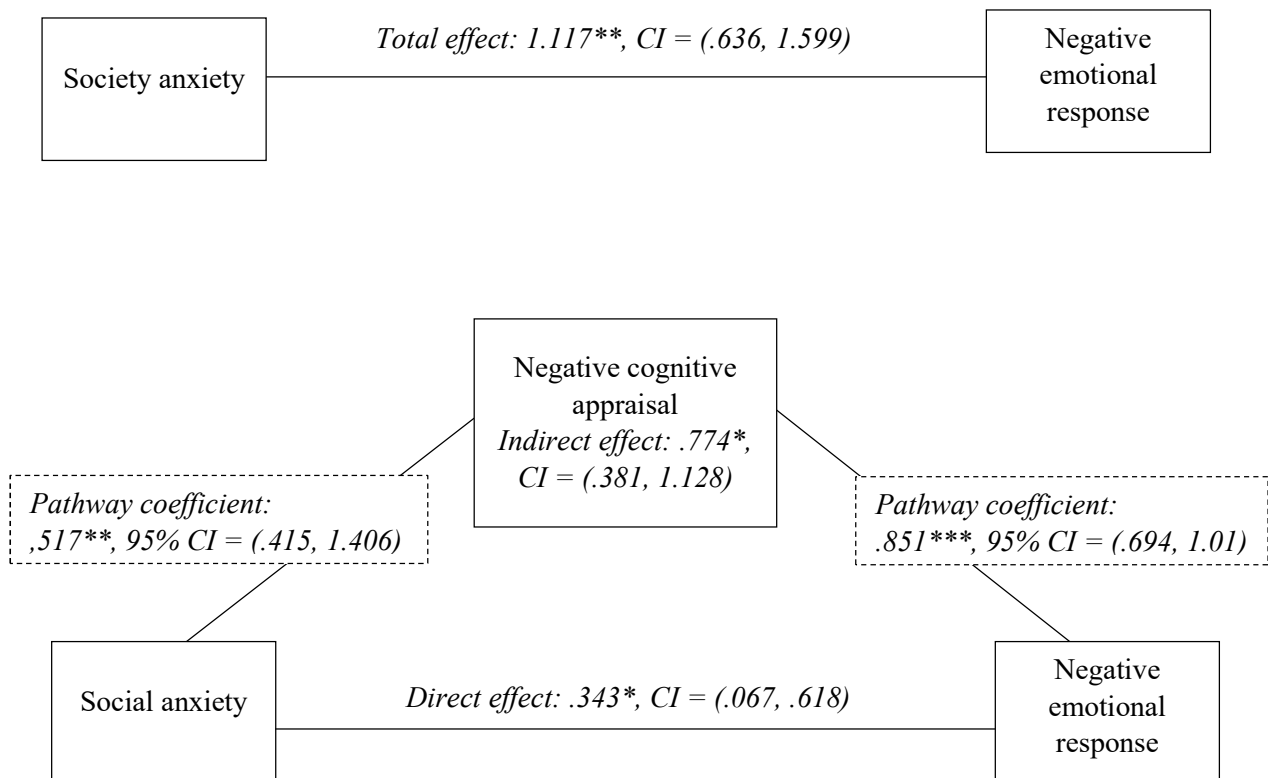 Total effect: 1.117**, CI = (.636, 1.599)
Society anxiety
Negative
emotional
response
Negative cognitive
appraisal
Indirect effect: .774*,
CI = (.381, 1.128)
Pathway coefficient:
,517**, 95% CI = (.415, 1.406)
Pathway coefficient:
.851***, 95% CI = (.694, 1.01)
Social anxiety
Direct effect: .343*, CI = (.067, .618)
Negative
emotional
response